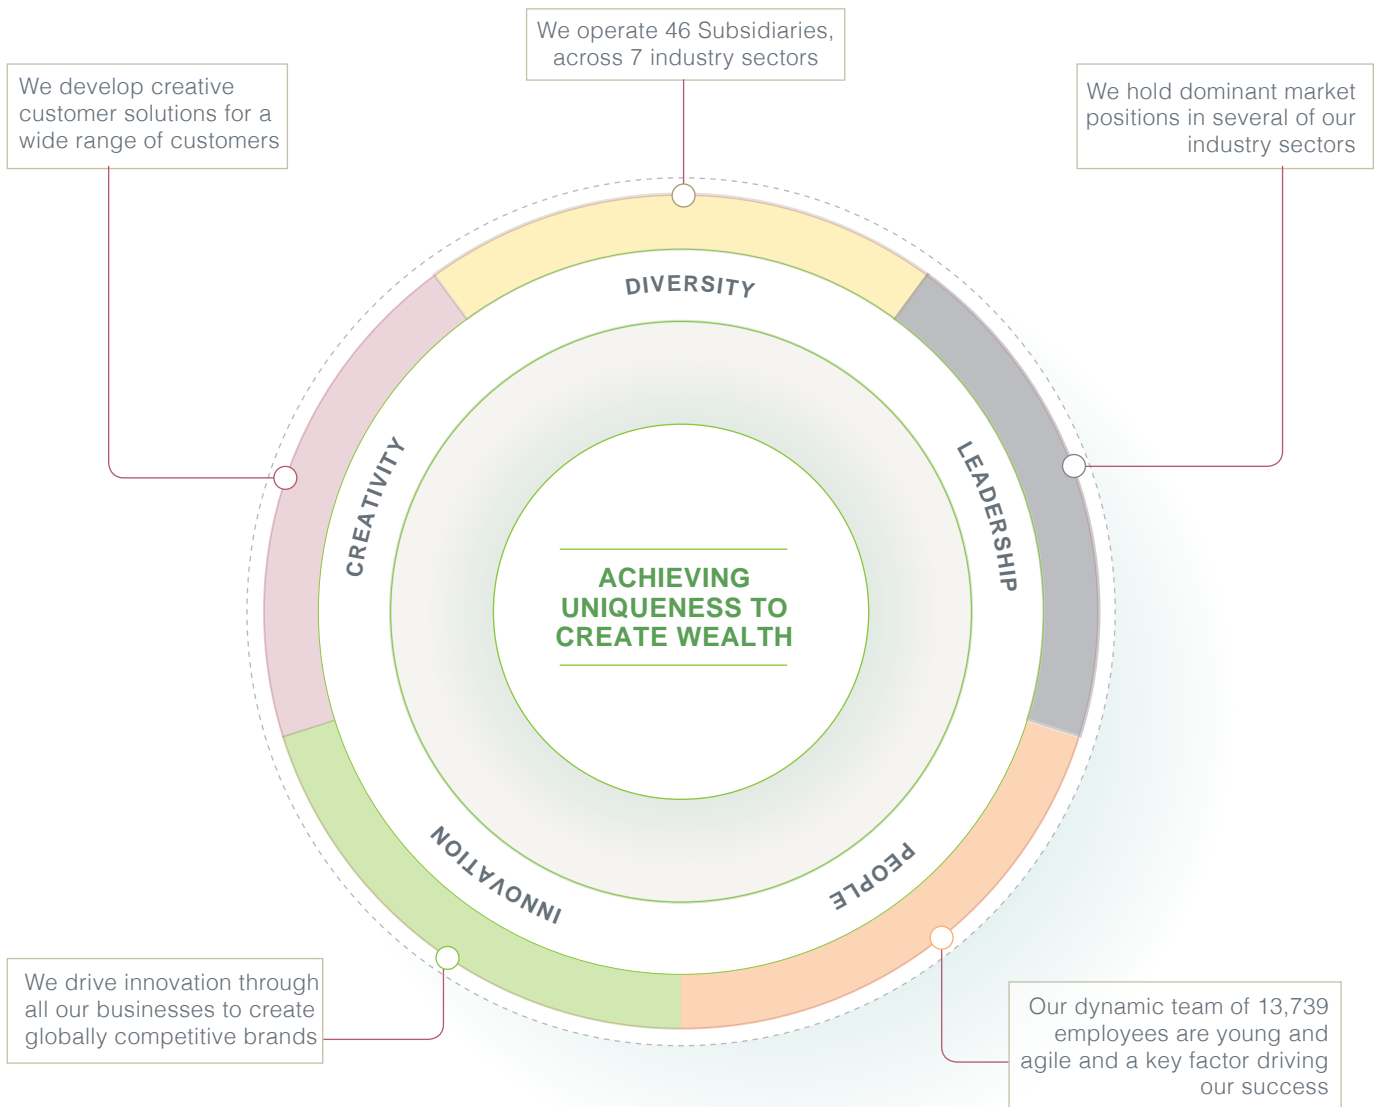 We operate 46 Subsidiaries,
across 7 industry sectors
We develop creative
customer solutions for a
wide range of customers
We hold dominant market
positions in several of our
industry sectors
DIVERSITY
CREATIVITY
LEADERSHIP
ACHIEVING
UNIQUENESS TO
CREATE WEALTH
INNOVATION
PEOPLE
We drive innovation through
all our businesses to create
globally competitive brands
Our dynamic team of 13,739
employees are young and
agile and a key factor driving
our success